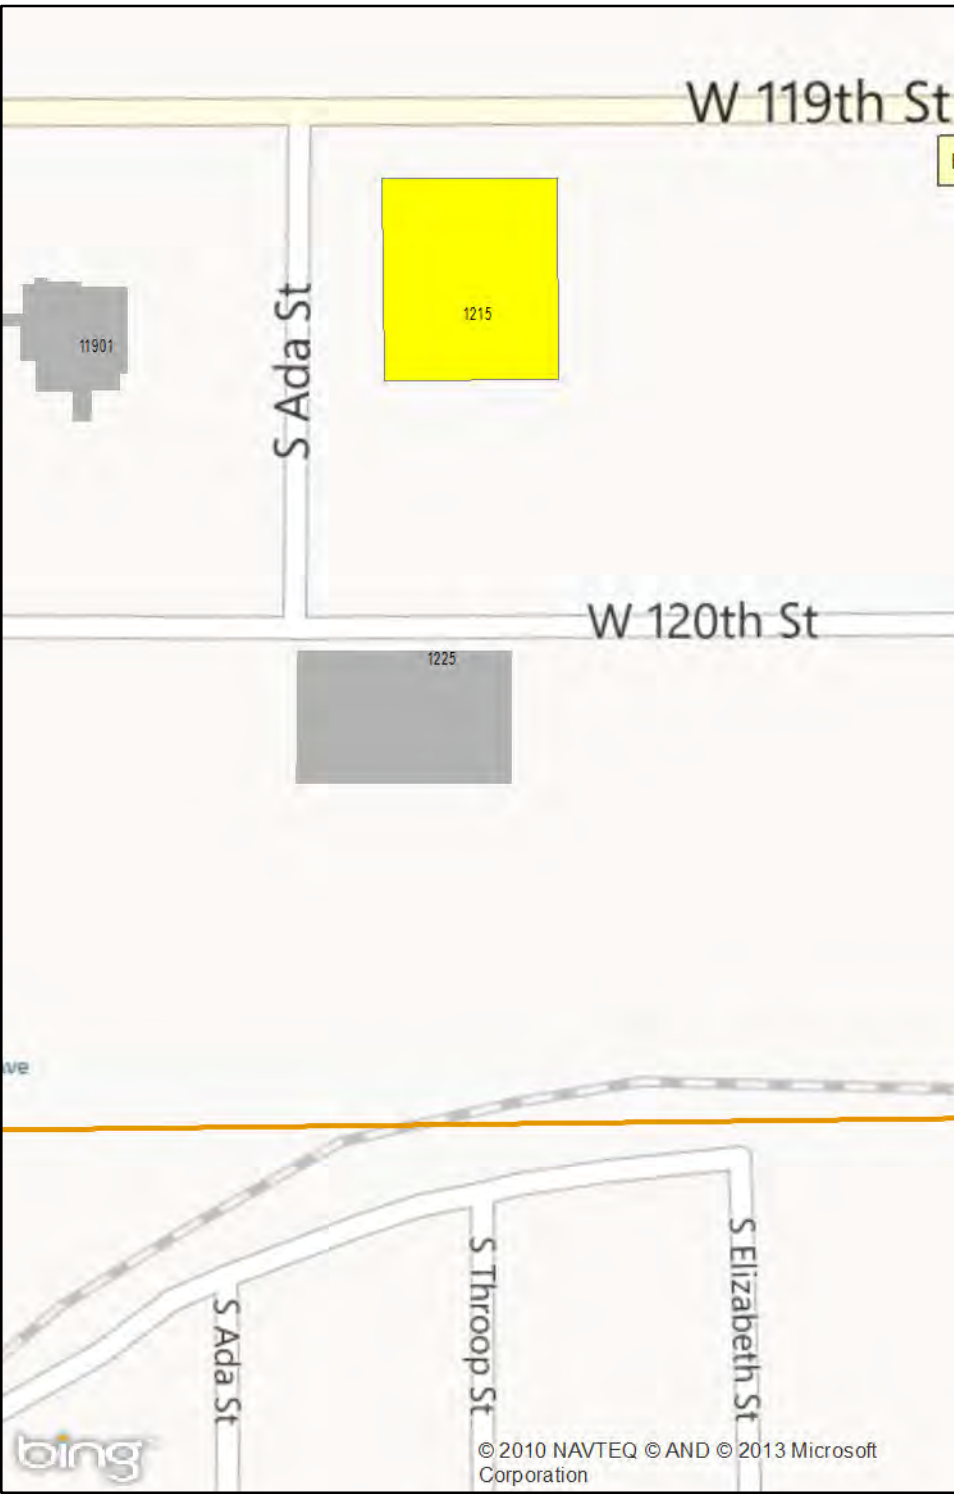 W 119th St
1215
S Ada St
11901
W 120th St
1225
S Elizabeth St
S Throop St
S Ada St
bing
© 2010 NAVTEQ © AND © 2013 Microsoft
Corporation